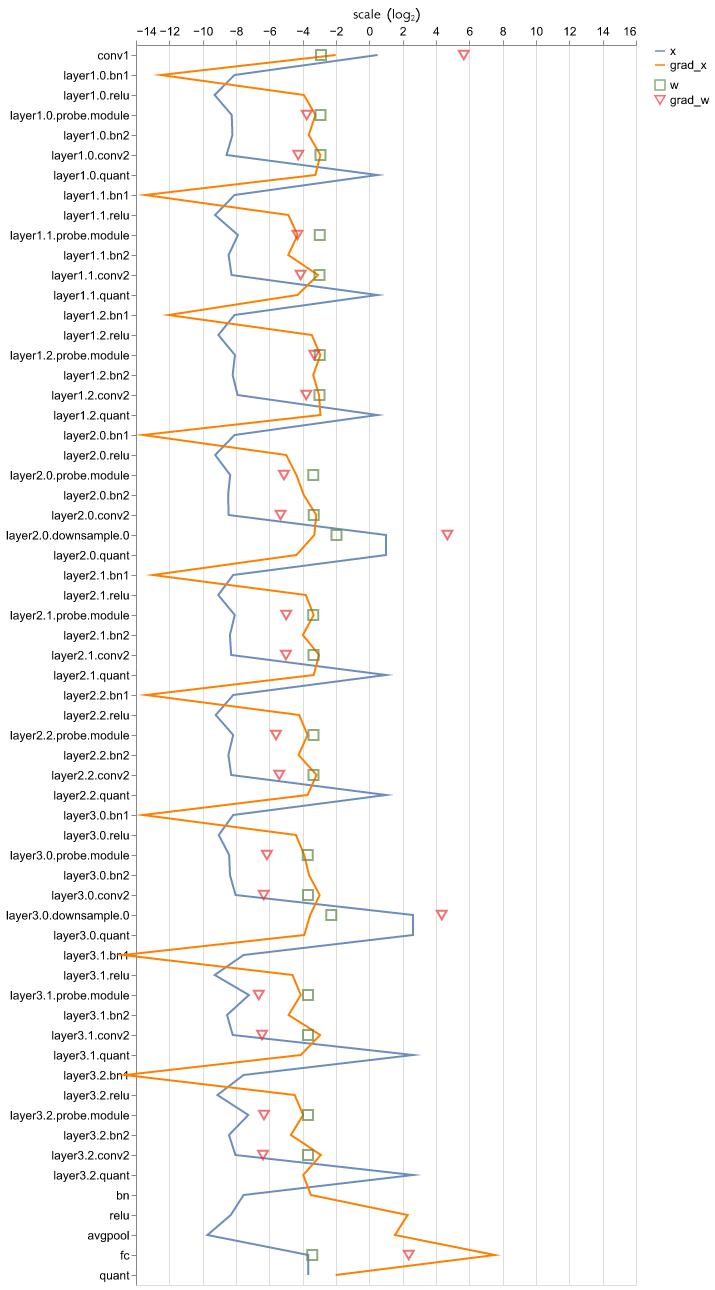 scale (log₂)
−14 −12 −10 −8 −6 −4 −2 0 2 4 6 8 10 12 14 16
x
grad_x
w
grad_w
conv1
layer1.0.bn1
layer1.0.relu
layer1.0.probe.module
layer1.0.bn2
layer1.0.conv2
layer1.0.quant
layer1.1.bn1
layer1.1.relu
layer1.1.probe.module
layer1.1.bn2
layer1.1.conv2
layer1.1.quant
layer1.2.bn1
layer1.2.relu
layer1.2.probe.module
layer1.2.bn2
layer1.2.conv2
layer1.2.quant
layer2.0.bn1
layer2.0.relu
layer2.0.probe.module
layer2.0.bn2
layer2.0.conv2
layer2.0.downsample.0
layer2.0.quant
layer2.1.bn1
layer2.1.relu
layer2.1.probe.module
layer2.1.bn2
layer2.1.conv2
layer2.1.quant
layer2.2.bn1
layer2.2.relu
layer2.2.probe.module
layer2.2.bn2
layer2.2.conv2
layer2.2.quant
layer3.0.bn1
layer3.0.relu
layer3.0.probe.module
layer3.0.bn2
layer3.0.conv2
layer3.0.downsample.0
layer3.0.quant
layer3.1.bn1
layer3.1.relu
layer3.1.probe.module
layer3.1.bn2
layer3.1.conv2
layer3.1.quant
layer3.2.bn1
layer3.2.relu
layer3.2.probe.module
layer3.2.bn2
layer3.2.conv2
layer3.2.quant
bn
relu
avgpool
fc
quant